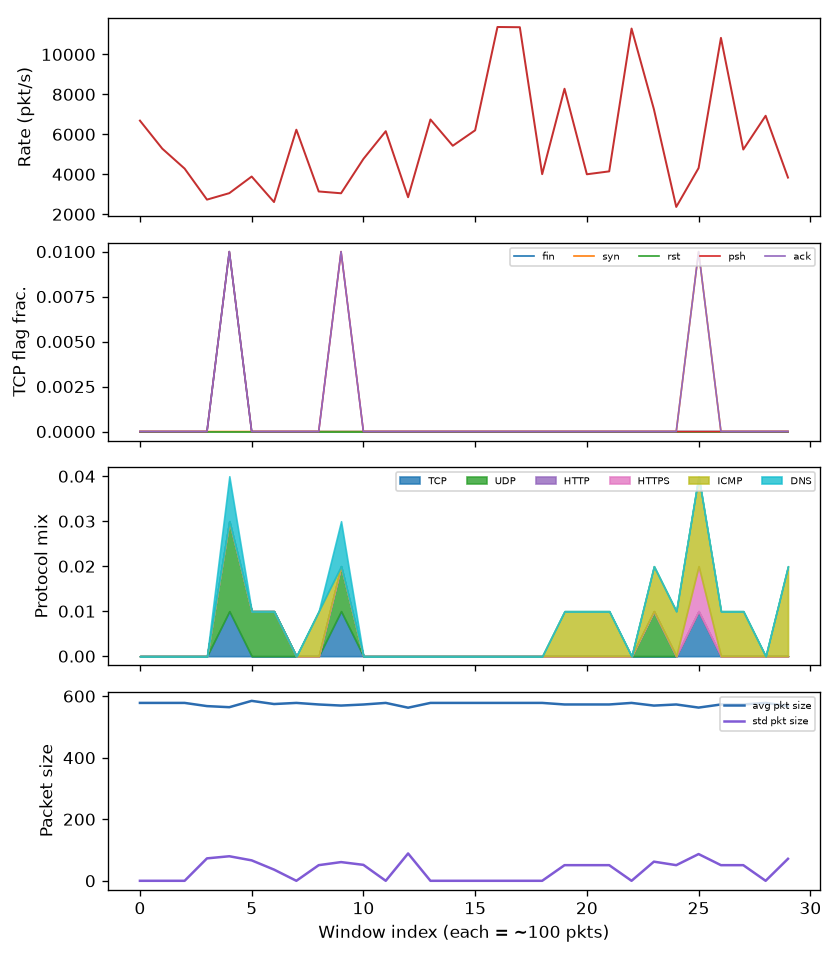 Rate (pkt/s)
10000
8000
6000
4000
2000
TCP flag frac.
0.0100
0.0075
0.0050
0.0025
0.0000
fin syn rst psh ack
Protocol mix
0.04
0.03
0.02
0.01
0.00
TCP UDP HTTP HTTPS ICMP DNS
Packet size
600
400
200
0
avg pkt size
std pkt size
0 5 10 15 20 25 30
Window index (each = ~100 pkts)